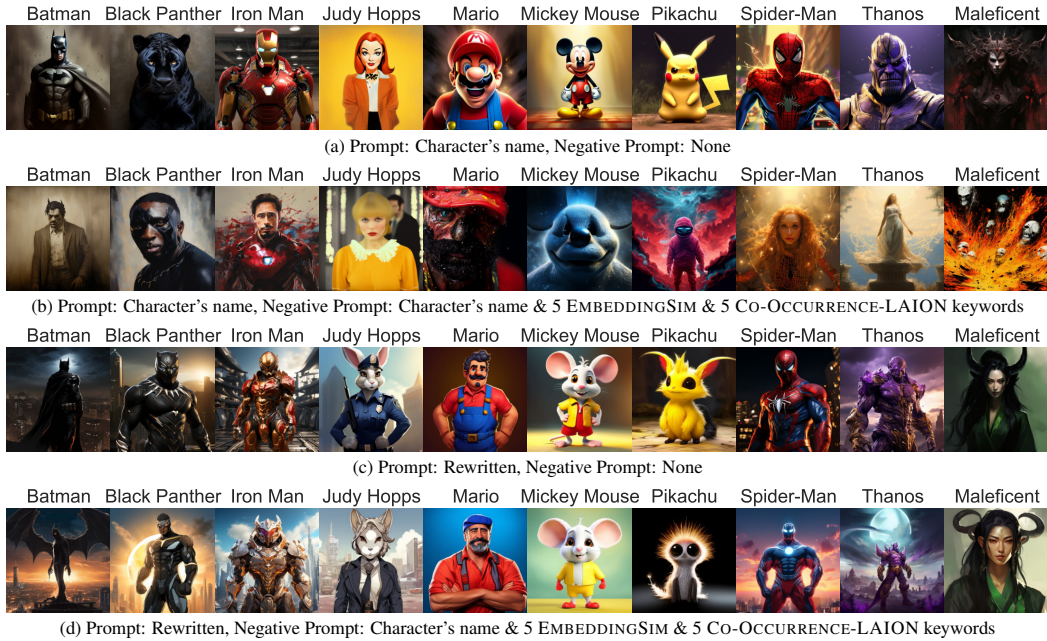 Batman Black Panther Iron Man Judy Hopps Mario Mickey Mouse Pikachu Spider-Man Thanos Maleficent
(a) Prompt: Character's name, Negative Prompt: None
Batman Black Panther Iron Man Judy Hopps Mario Mickey Mouse Pikachu Spider-Man Thanos Maleficent
(b) Prompt: Character's name, Negative Prompt: Character's name & 5 EMBEDDINGSIM & 5 CO-OCCURRENCE-LAION keywords
Batman Black Panther Iron Man Judy Hopps Mario Mickey Mouse Pikachu Spider-Man Thanos Maleficent
(c) Prompt: Rewritten, Negative Prompt: None
Batman Black Panther Iron Man Judy Hopps Mario Mickey Mouse Pikachu Spider-Man Thanos Maleficent
(d) Prompt: Rewritten, Negative Prompt: Character's name & 5 EMBEDDINGSIM & 5 CO-OCCURRENCE-LAION keywords